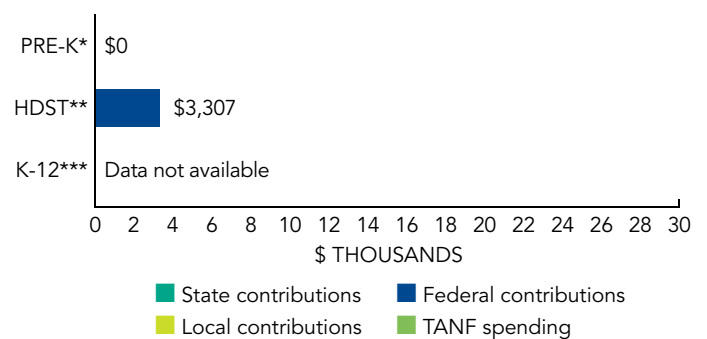 PRE-K* $0
HDST** $3,307
K-12*** Data not available
0 2 4 6 8 10 12 14 16 18 20 22 24 26 28 30
$ THOUSANDS
State contributions Federal contributions
Local contributions TANF spending